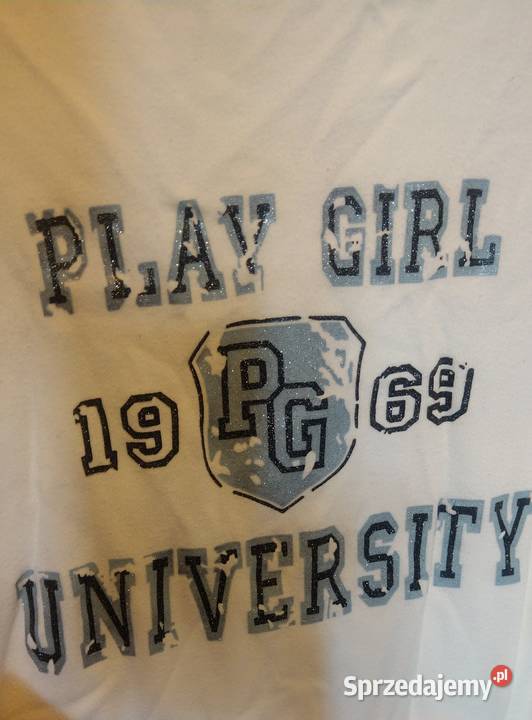 PLAY GIRL
19 PG 69
UNIVERSITY
Sprzedajemy.pl